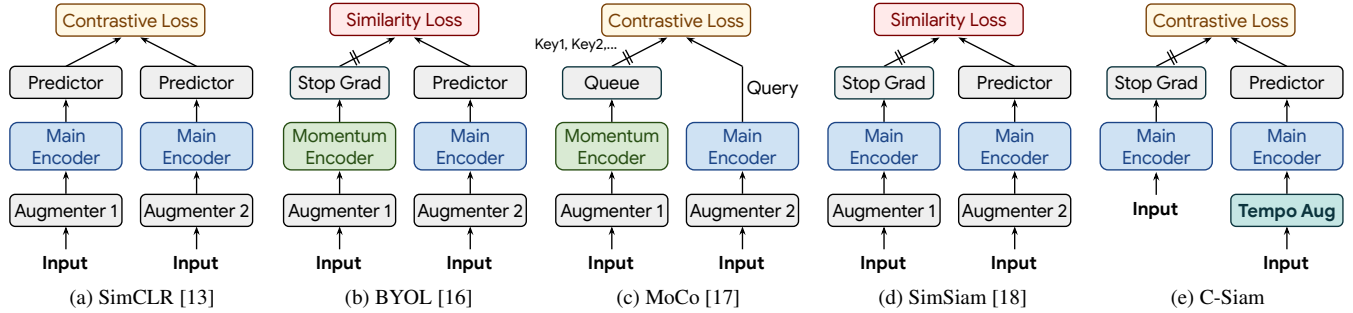 Contrastive Loss
Predictor
Predictor
Main
Encoder
Main
Encoder
Augmenter 1
Augmenter 2
Input
Input
(a) SimCLR [13]
Similarity Loss
Stop Grad
Predictor
Momentum
Encoder
Main
Encoder
Augmenter 1
Augmenter 2
Input
Input
(b) BYOL [16]
Contrastive Loss
Key1, Key2,...
Queue
Query
Momentum
Encoder
Main
Encoder
Augmenter 1
Augmenter 2
Input
Input
(c) MoCo [17]
Similarity Loss
Stop Grad
Predictor
Main
Encoder
Main
Encoder
Augmenter 1
Augmenter 2
Input
Input
(d) SimSiam [18]
Contrastive Loss
Stop Grad
Predictor
Main
Encoder
Main
Encoder
Input
Tempo Aug
Input
(e) C-Siam